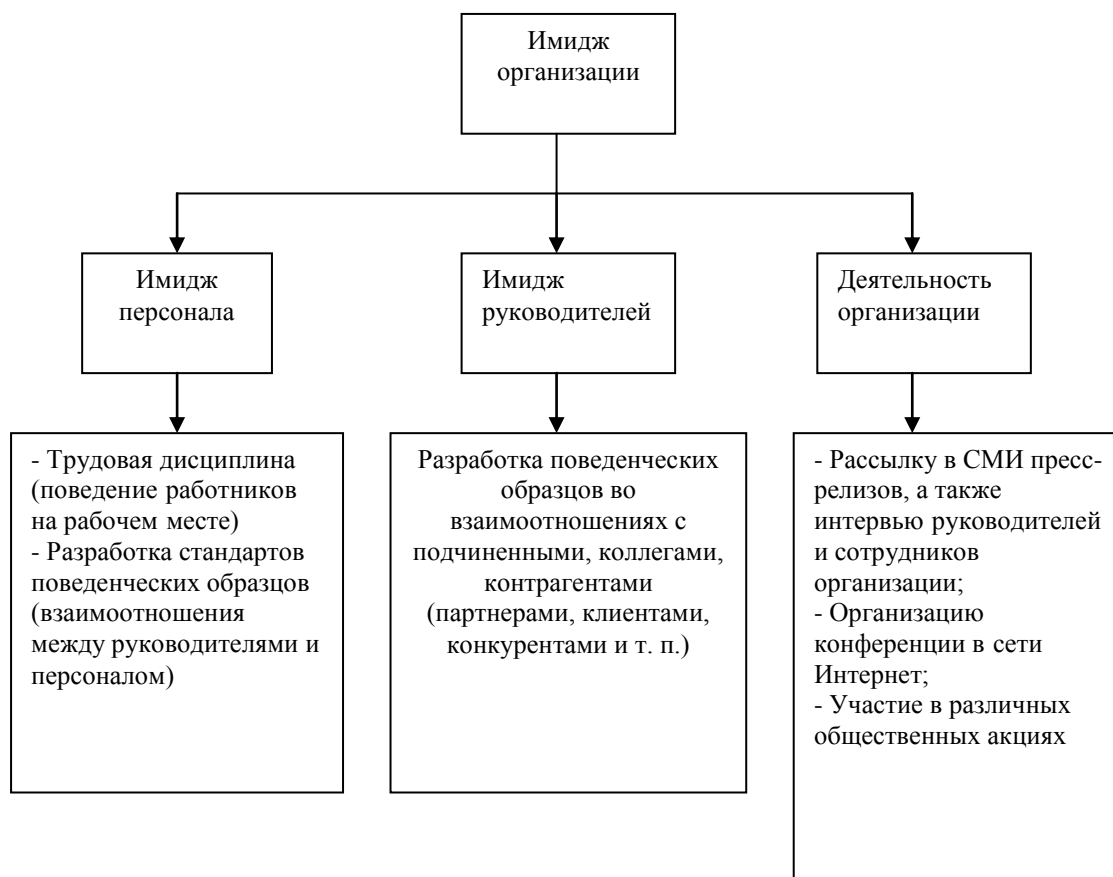 Имидж
организации
Имидж
персонала
Имидж
руководителей
Деятельность
организации
- Трудовая дисциплина
(поведение работников
на рабочем месте)
- Разработка стандартов
поведенческих образцов
(взаимоотношения
между руководителями и
персоналом)
Разработка поведенческих
образцов во
взаимоотношениях с
подчиненными, коллегами,
контрагентами
(партнерами, клиентами,
конкурентами и т. п.)
- Рассылку в СМИ пресс-
релизов, а также
интервью руководителей
и сотрудников
организации;
- Организацию
конференции в сети
Интернет;
- Участие в различных
общественных акциях